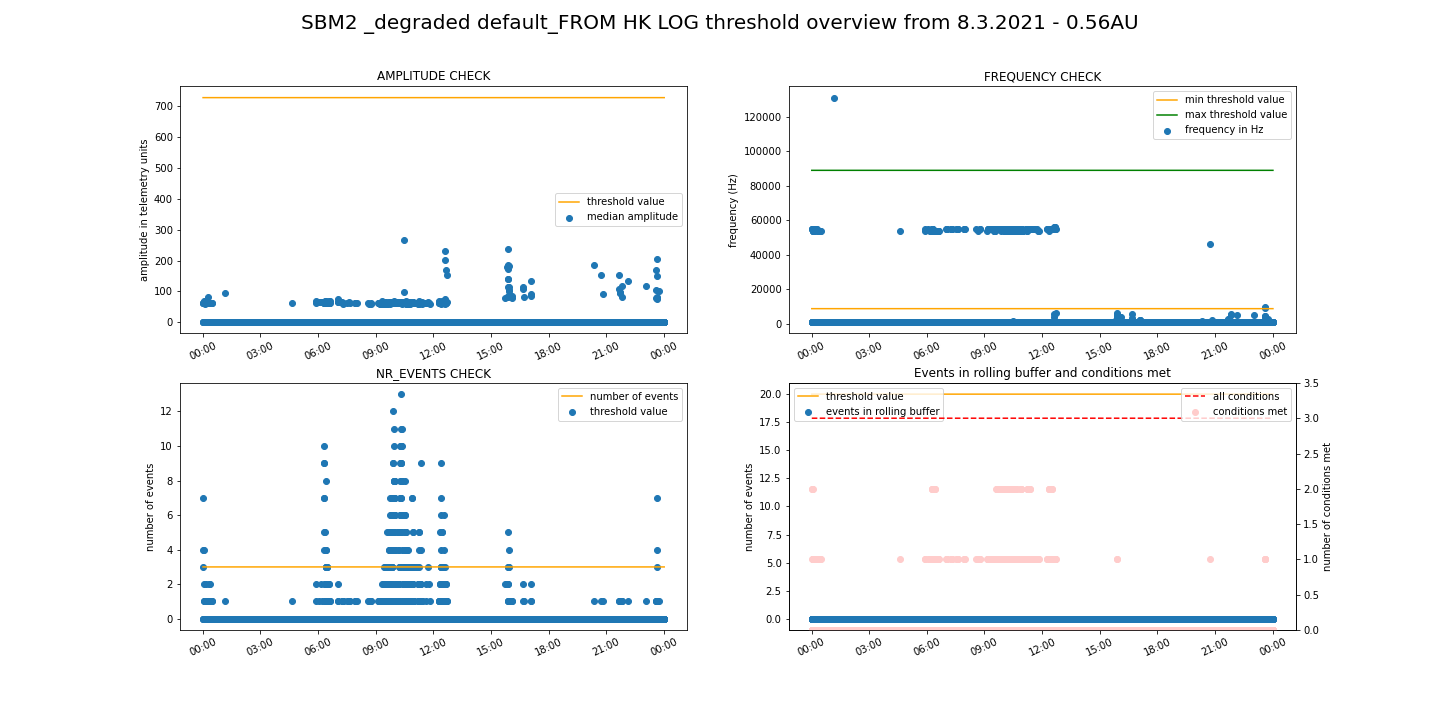 SBM2 _degraded default_FROM HK LOG threshold overview from 8.3.2021 - 0.56AU
AMPLITUDE CHECK
amplitude in telemetry units
700
600
500
400
300
200
100
0
threshold value
median amplitude
00:00 03:00 06:00 09:00 12:00 15:00 18:00 21:00 00:00
FREQUENCY CHECK
frequency (Hz)
120000
100000
80000
60000
40000
20000
0
min threshold value
max threshold value
frequency in Hz
00:00 03:00 06:00 09:00 12:00 15:00 18:00 21:00 00:00
NR_EVENTS CHECK
number of events
12
10
8
6
4
2
0
number of events
threshold value
00:00 03:00 06:00 09:00 12:00 15:00 18:00 21:00 00:00
Events in rolling buffer and conditions met
number of events
20.0
17.5
15.0
12.5
10.0
7.5
5.0
2.5
0.0
threshold value
events in rolling buffer
all conditions
conditions met
3.5
3.0
2.5
2.0
1.5
1.0
0.5
0.0
number of conditions met
00:00 03:00 06:00 09:00 12:00 15:00 18:00 21:00 00:00